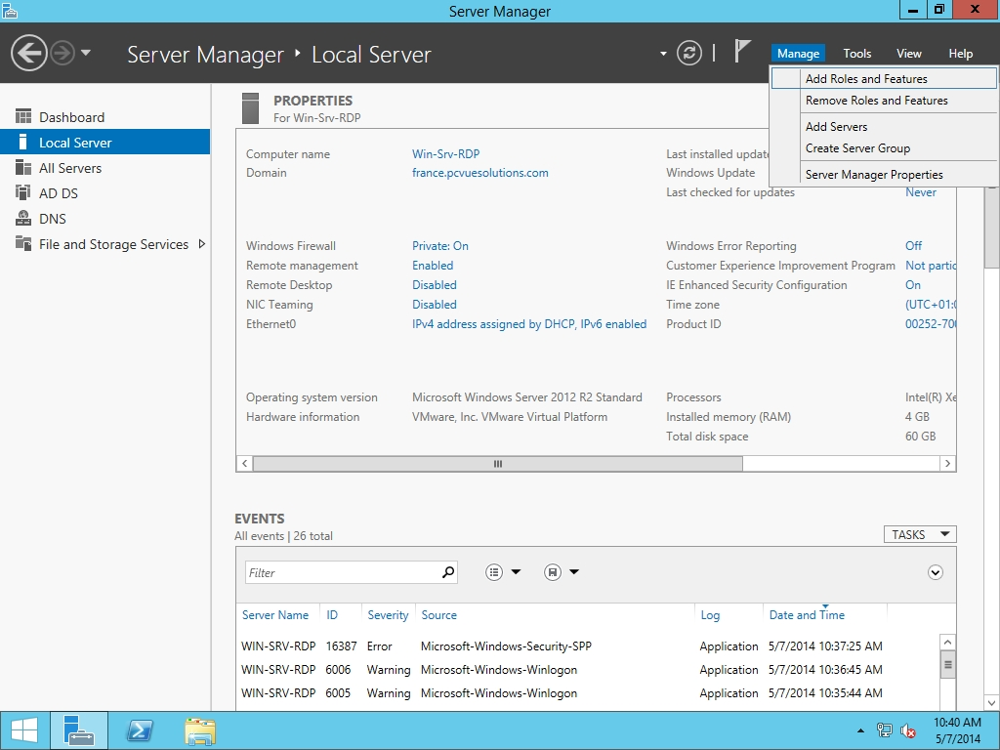 Server Manager
Server Manager ‣ Local Server
Manage Tools View Help
Add Roles and Features
Remove Roles and Features
Add Servers
Create Server Group
Server Manager Properties
Dashboard
Local Server
All Servers
AD DS
DNS
File and Storage Services
PROPERTIES
For Win-Srv-RDP
Computer name Win-Srv-RDP Last installed
Domain france.pcvuesolutions.com Windows Update
Last checked for updates Never
Windows Firewall Private: On Windows Error Reporting Off
Remote management Enabled Customer Experience Improvement Program Not
Remote Desktop Disabled IE Enhanced Security Configuration On
NIC Teaming Disabled Time zone (UTC+01:
Ethernet0 IPv4 address assigned by DHCP, IPv6 enabled Product ID 00252-70
Operating system version Microsoft Windows Server 2012 R2 Standard Processors Intel(R)
Hardware information VMware, Inc. VMware Virtual Platform Installed memory (RAM) 4 GB
Total disk space 60 GB
EVENTS
All events | 26 total
TASKS
Filter
Server Name ID Severity Source Log Date and Time
WIN-SRV-RDP 16387 Error Microsoft-Windows-Security-SPP Application 5/7/2014 10:37:25 AM
WIN-SRV-RDP 6006 Warning Microsoft-Windows-Winlogon Application 5/7/2014 10:36:45 AM
WIN-SRV-RDP 6005 Warning Microsoft-Windows-Winlogon Application 5/7/2014 10:35:44 AM
10:40 AM
5/7/2014